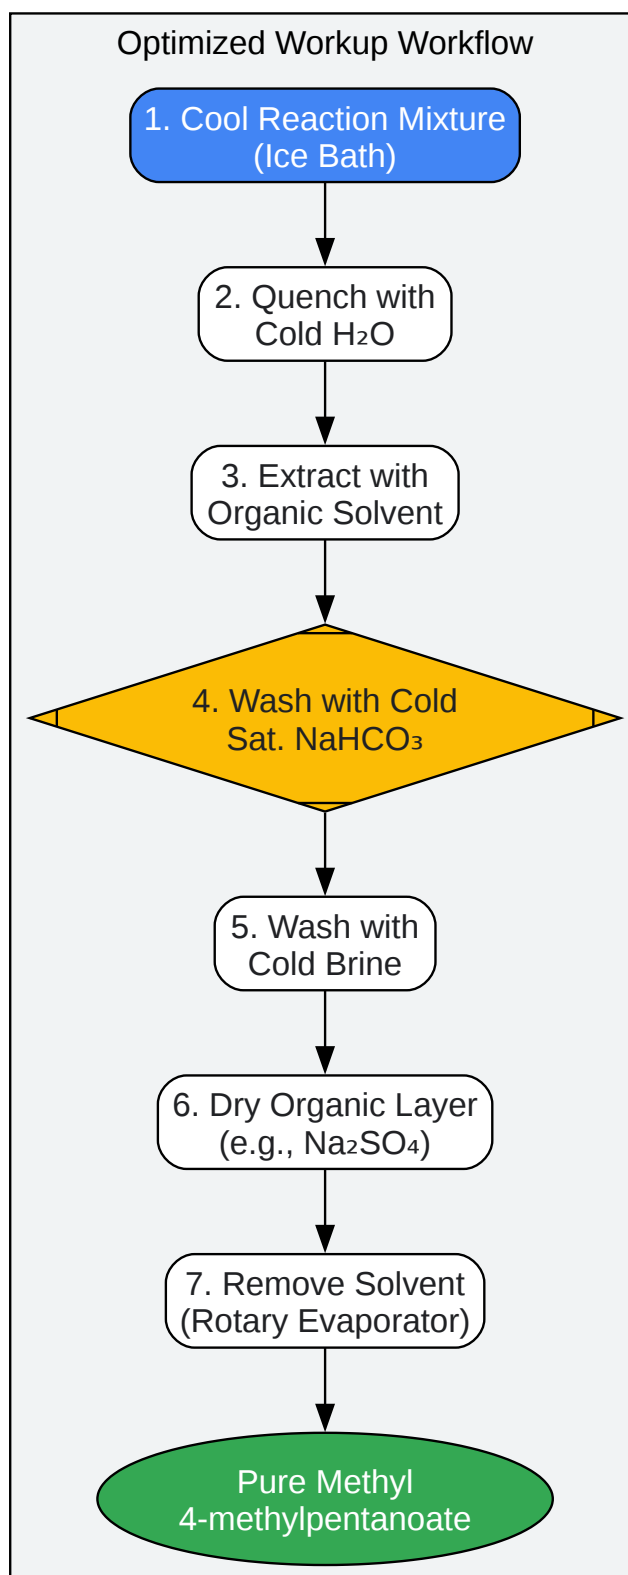 Optimized Workup Workflow
1. Cool Reaction Mixture
(Ice Bath)
2. Quench with
Cold H₂O
3. Extract with
Organic Solvent
4. Wash with Cold
Sat. NaHCO₃
5. Wash with
Cold Brine
6. Dry Organic Layer
(e.g., Na₂SO₄)
7. Remove Solvent
(Rotary Evaporator)
Pure Methyl
4-methylpentanoate